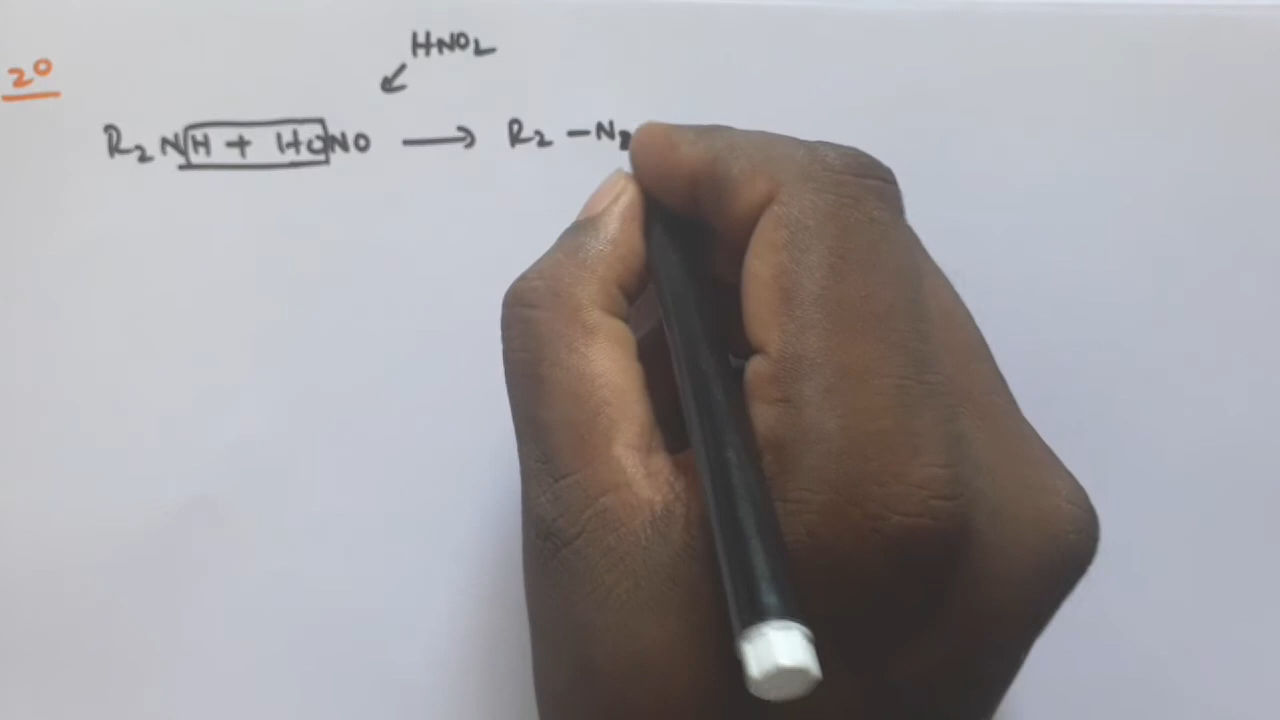 HNO₂
2°
R₂NH + HONO → R₂-N